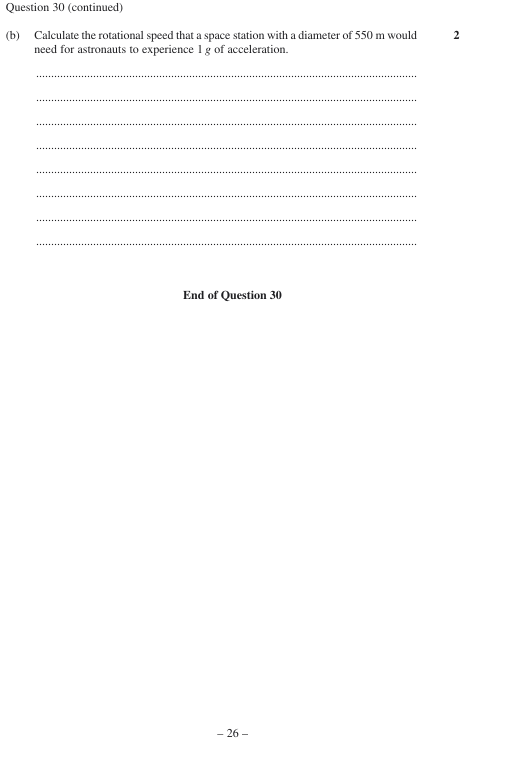 Question 30 (continued)
(b) Calculate the rotational speed that a space station with a diameter of 550 m would 2
need for astronauts to experience 1 g of acceleration.
End of Question 30
– 26 –